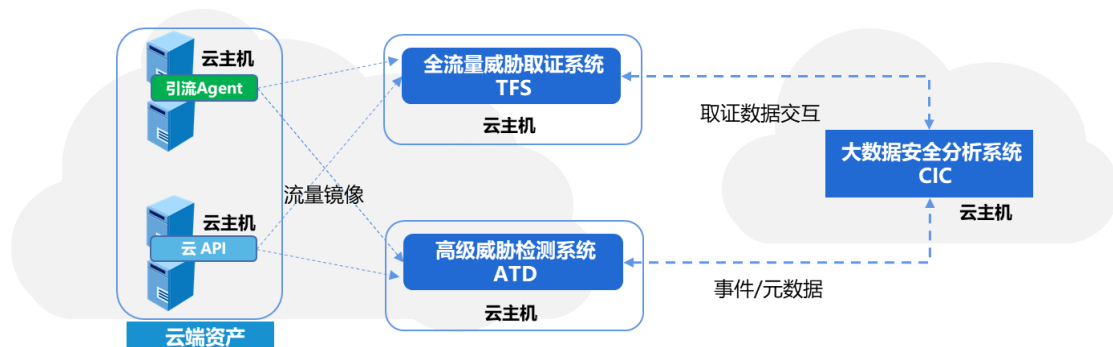 云主机
引流Agent
云主机
云 API
云端资产
流量镜像
全流量威胁取证系统
TFS
云主机
高级威胁检测系统
ATD
云主机
取证数据交互
事件/元数据
大数据安全分析系统
CIC
云主机